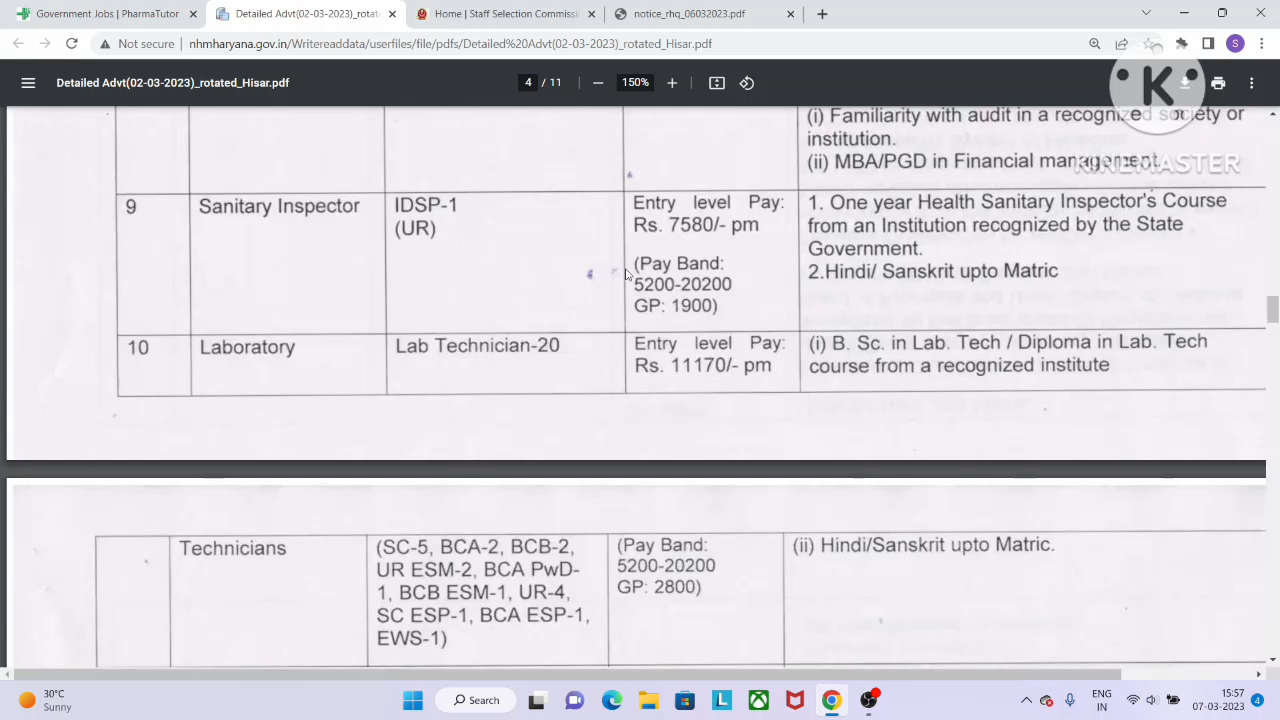 Government Jobs | PharmaTutor
Detailed Advt(02-03-2023)_rotate
Home | Staff Selection Commissi
notice_rhq_06032023.pdf
Not secure
nhmharyana.gov.in/Writereaddata/userfiles/file/pdfs/Detailed%20Advt(02-03-2023)_rotated_Hisar.pdf
S
Detailed Advt(02-03-2023)_rotated_Hisar.pdf
4 / 11
150%
K
KINEMASTER
(i) Familiarity with audit in a recognized society or
institution.
(ii) MBA/PGD in Financial management.
9
Sanitary Inspector
IDSP-1
(UR)
Entry level Pay:
Rs. 7580/- pm
(Pay Band:
5200-20200
GP: 1900)
1. One year Health Sanitary Inspector's Course
from an Institution recognized by the State
Government.
2.Hindi/ Sanskrit upto Matric
10
Laboratory
Lab Technician-20
Entry level Pay:
Rs. 11170/- pm
(i) B. Sc. in Lab. Tech / Diploma in Lab. Tech
course from a recognized institute
Technicians
(SC-5, BCA-2, BCB-2,
UR ESM-2, BCA PwD-
1, BCB ESM-1, UR-4,
SC ESP-1, BCA ESP-1,
EWS-1)
(Pay Band:
5200-20200
GP: 2800)
(ii) Hindi/Sanskrit upto Matric.
30°C
Sunny
Search
L
ENG
IN
15:57
07-03-2023
4